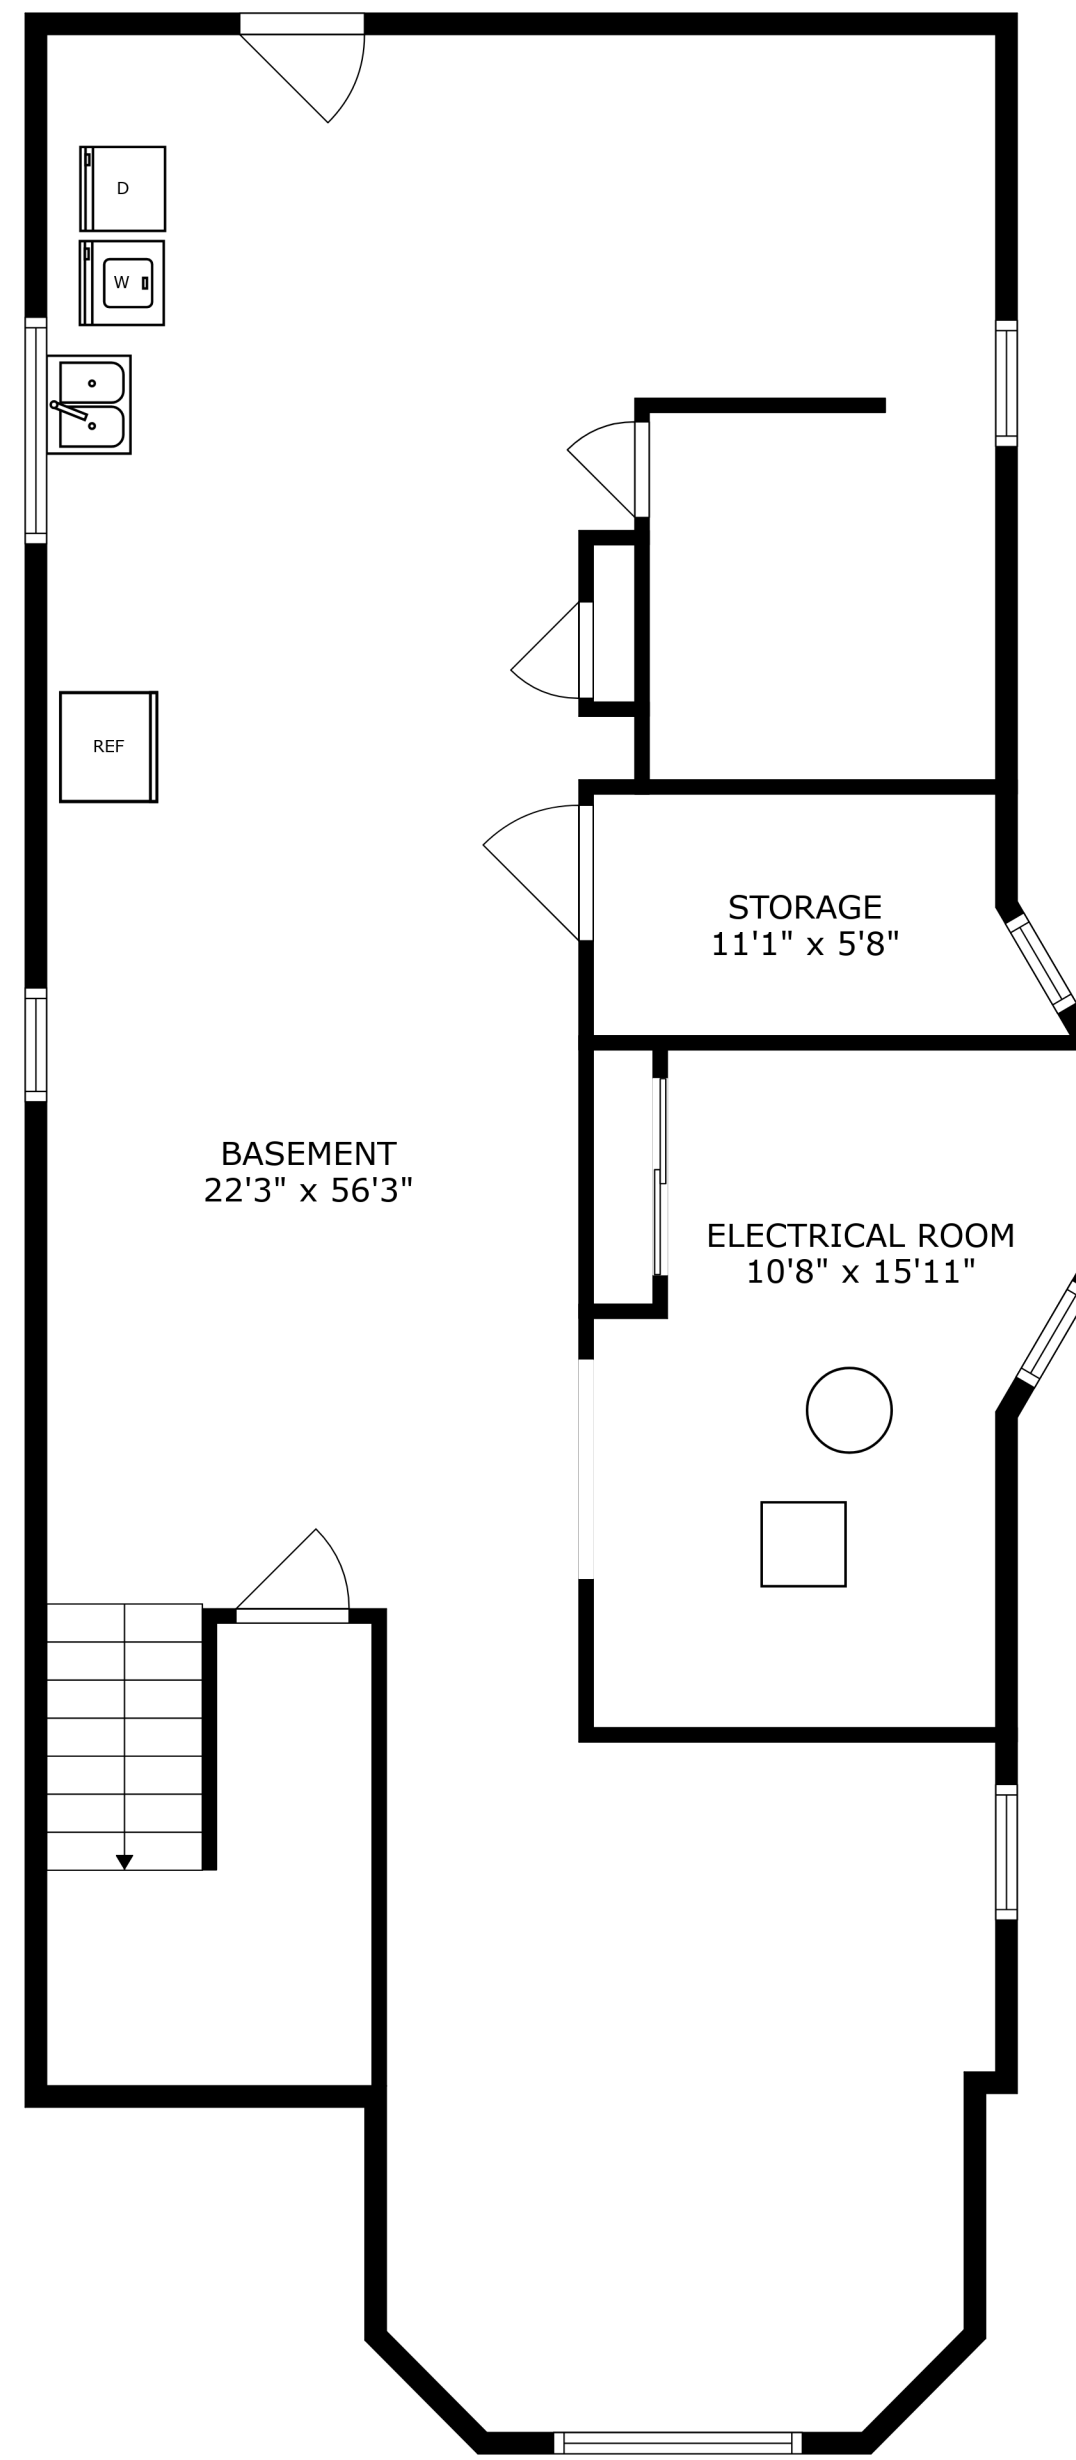 D
W
REF
STORAGE
11'1" x 5'8"
BASEMENT
22'3" x 56'3"
ELECTRICAL ROOM
10'8" x 15'11"